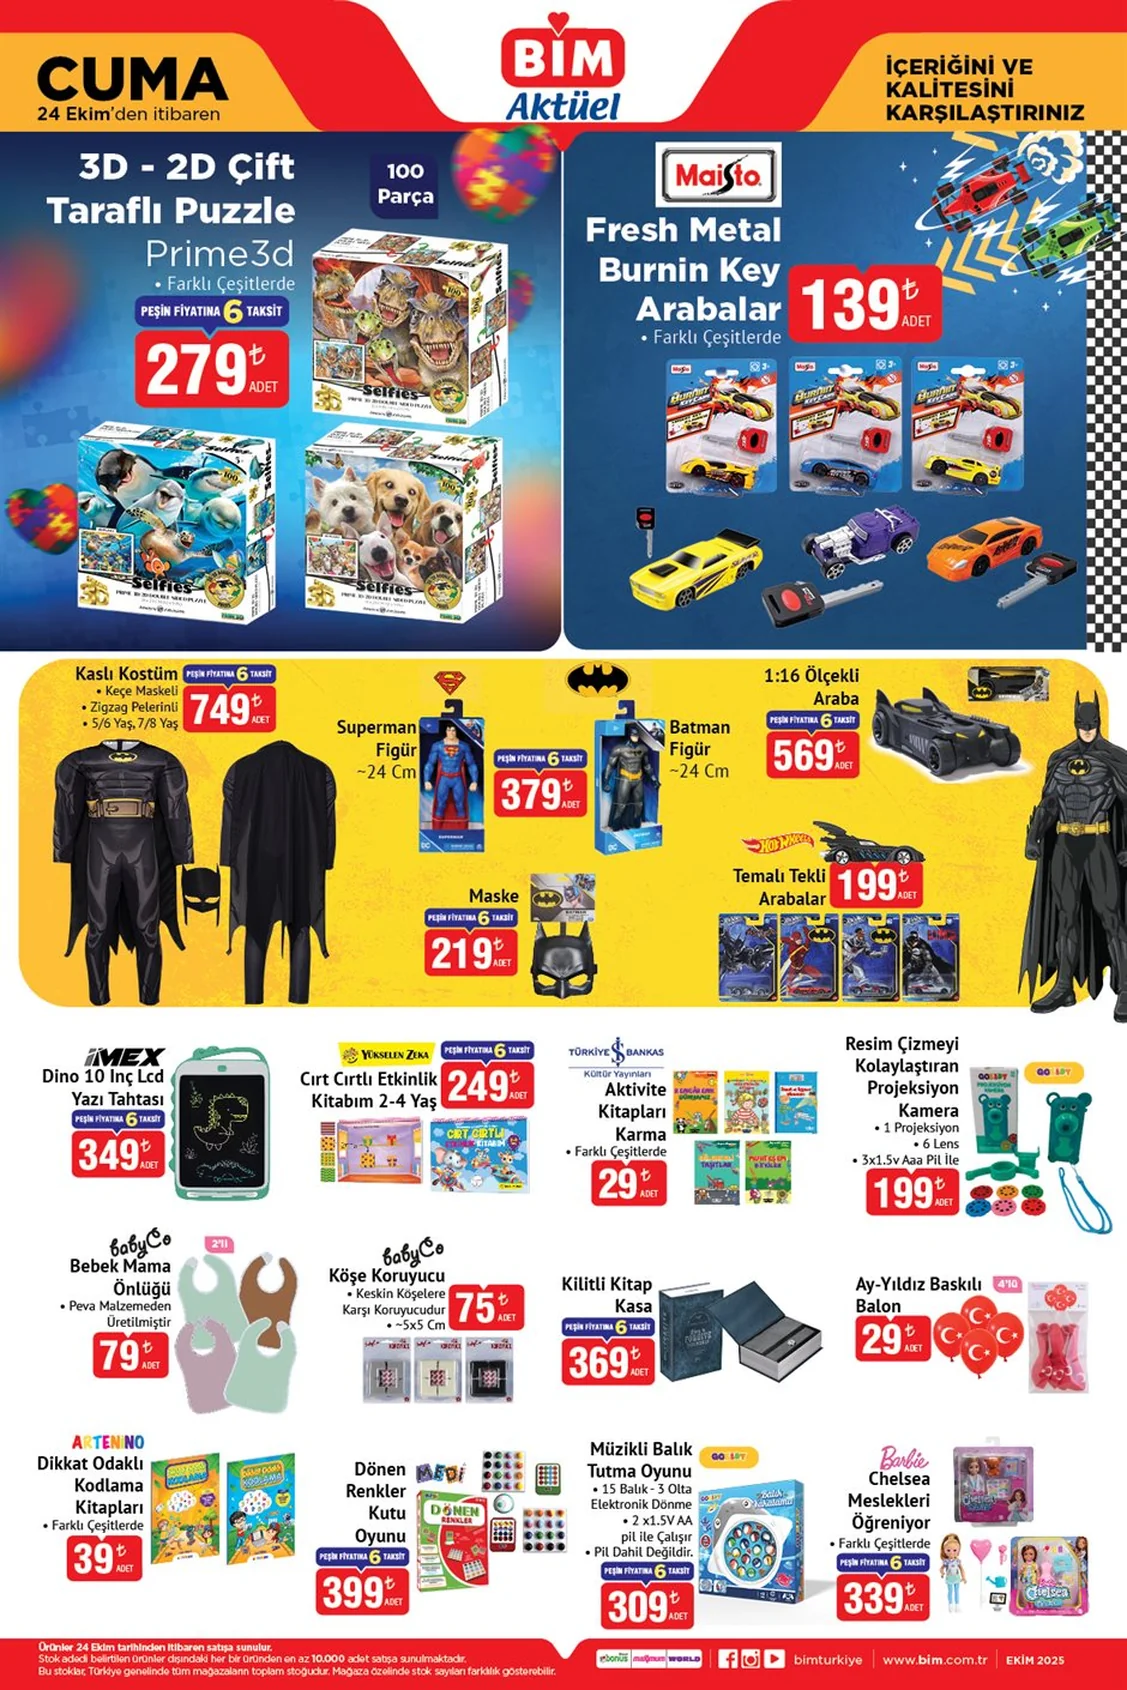 CUMA
24 Ekim'den itibaren
BİM
Aktüel
İÇERİĞİNİ VE
KALİTESİNİ
KARŞILAŞTIRINIZ
3D - 2D Çift
Taraflı Puzzle
Prime3d
• Farklı Çeşitlerde
100
Parça
PEŞİN FİYATINA 6 TAKSİT
279₺
ADET
Selfies
Selfies
Selfies
Maisto
Fresh Metal
Burnin Key
Arabalar
• Farklı Çeşitlerde
139₺
ADET
Kaslı Kostüm
• Keçe Maskeli
• Zigzag Pelerinli
• 5/6 Yaş, 7/8 Yaş
PEŞİN FİYATINA 6 TAKSİT
749₺
ADET
Superman
Figür
~24 Cm
PEŞİN FİYATINA 6 TAKSİT
379₺
ADET
Batman
Figür
~24 Cm
1:16 Ölçekli
Araba
PEŞİN FİYATINA 6 TAKSİT
569₺
ADET
Maske
PEŞİN FİYATINA 6 TAKSİT
219₺
ADET
HOT WHEELS
Temalı Tekli
Arabalar
199₺
ADET
iMEX
Dino 10 İnç Lcd
Yazı Tahtası
PEŞİN FİYATINA 6 TAKSİT
349₺
ADET
YÜKSELEN ZEKA
PEŞİN FİYATINA 6 TAKSİT
Cırt Cırtlı Etkinlik
Kitabım 2-4 Yaş
249₺
ADET
TÜRKİYE İŞ BANKASI
Kültür Yayınları
Aktivite
Kitapları
Karma
• Farklı Çeşitlerde
29₺
ADET
Resim Çizmeyi
Kolaylaştıran
Projeksiyon
Kamera
• 1 Projeksiyon
• 6 Lens
• 3x1.5v Aaa Pil İle
199₺
ADET
babyCo
2'li
Bebek Mama
Önlüğü
• Peva Malzemeden
Üretilmiştir
79₺
ADET
babyCo
Köşe Koruyucu
• Keskin Köşelere
Karşı Koruyucudur
• ~5x5 Cm
75₺
ADET
Kilitli Kitap
Kasa
PEŞİN FİYATINA 6 TAKSİT
369₺
ADET
Ay-Yıldız Baskılı
Balon
4'lü
29₺
ADET
ARTENİNO
Dikkat Odaklı
Kodlama
Kitapları
• Farklı Çeşitlerde
39₺
ADET
Dönen
Renkler
Kutu
Oyunu
PEŞİN FİYATINA 6 TAKSİT
399₺
ADET
DÖNEN
RENKLER
Müzikli Balık
Tutma Oyunu
• 15 Balık - 3 Olta
Elektronik Dönme
• 2 x1.5V AA
pil ile Çalışır
• Pil Dahil Değildir.
PEŞİN FİYATINA 6 TAKSİT
309₺
ADET
Barbie
Chelsea
Meslekleri
Öğreniyor
• Farklı Çeşitlerde
PEŞİN FİYATINA 6 TAKSİT
339₺
ADET
Chelsea
Ürünler 24 Ekim tarihinden itibaren satışa sunulur.
Stok adedi belirtilen ürünler dışındaki her bir üründen en az 10.000 adet satışa sunulmaktadır.
Bu stoklar, Türkiye genelinde tüm mağazaların toplam stoğudur. Mağaza özelinde stok sayıları farklılık gösterebilir.
bonus maximum WORLD
bimturkiye
www.bim.com.tr
EKİM 2025